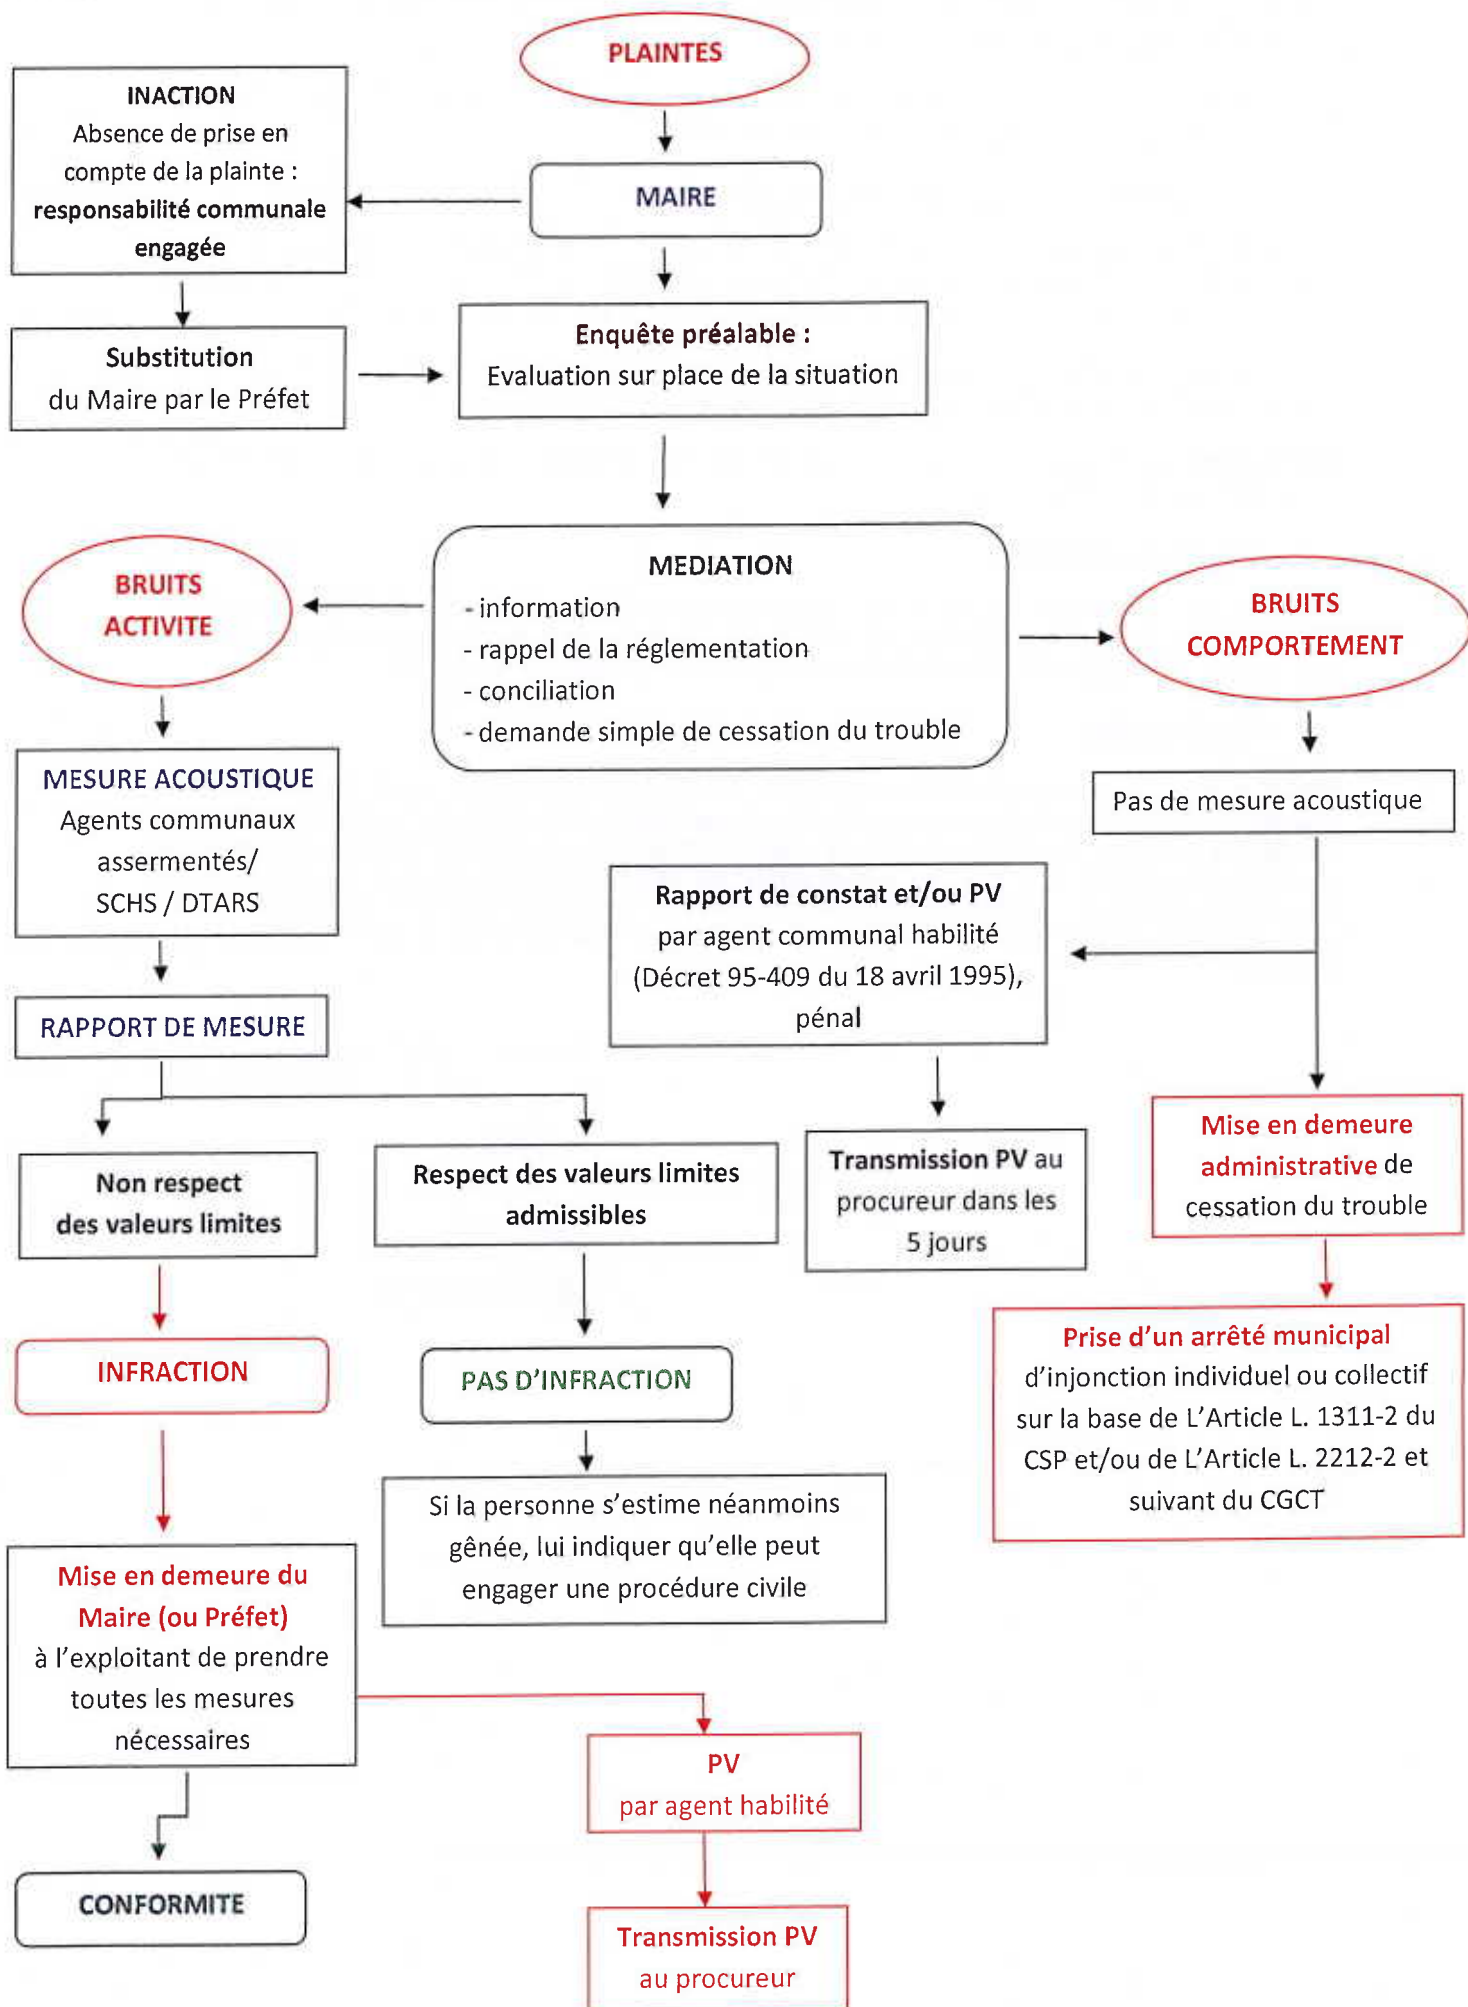 PLAINTES
INACTION
Absence de prise en
compte de la plainte :
responsabilité communale
engagée
MAIRE
Substitution
du Maire par le Préfet
Enquête préalable :
Evaluation sur place de la situation
MEDIATION
- information
- rappel de la réglementation
- conciliation
- demande simple de cessation du trouble
BRUITS
ACTIVITE
BRUITS
COMPORTEMENT
MESURE ACOUSTIQUE
Agents communaux
assermentés/
SCHS / DTARS
Pas de mesure acoustique
Rapport de constat et/ou PV
par agent communal habilité
(Décret 95-409 du 18 avril 1995),
pénal
RAPPORT DE MESURE
Non respect
des valeurs limites
Respect des valeurs limites
admissibles
Transmission PV au
procureur dans les
5 jours
Mise en demeure
administrative de
cessation du trouble
INFRACTION
PAS D'INFRACTION
Prise d'un arrêté municipal
d'injonction individuel ou collectif
sur la base de L'Article L. 1311-2 du
CSP et/ou de L'Article L. 2212-2 et
suivant du CGCT
Si la personne s'estime néanmoins
gênée, lui indiquer qu'elle peut
engager une procédure civile
Mise en demeure du
Maire (ou Préfet)
à l'exploitant de prendre
toutes les mesures
nécessaires
PV
par agent habilité
CONFORMITE
Transmission PV
au procureur